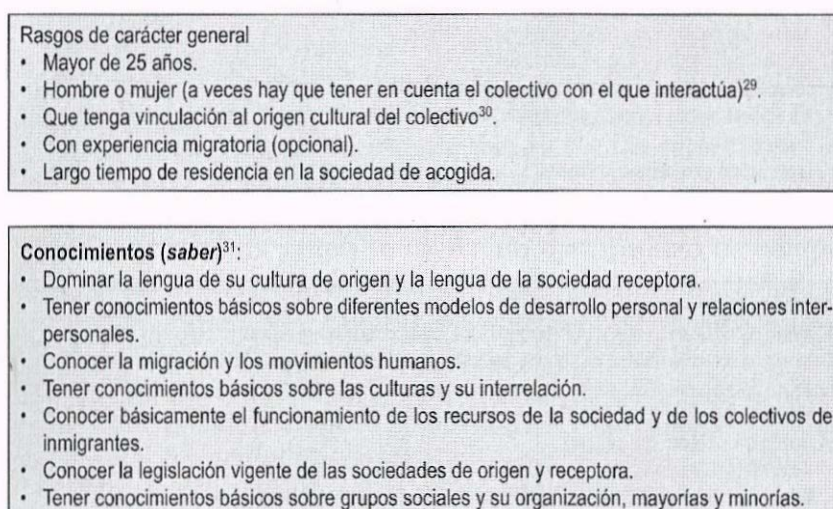 Rasgos de carácter general
• Mayor de 25 años.
• Hombre o mujer (a veces hay que tener en cuenta el colectivo con el que interactúa)²⁹.
• Que tenga vinculación al origen cultural del colectivo³⁰.
• Con experiencia migratoria (opcional).
• Largo tiempo de residencia en la sociedad de acogida.
Conocimientos (saber)³¹:
• Dominar la lengua de su cultura de origen y la lengua de la sociedad receptora.
• Tener conocimientos básicos sobre diferentes modelos de desarrollo personal y relaciones inter-
personales.
• Conocer la migración y los movimientos humanos.
• Tener conocimientos básicos sobre las culturas y su interrelación.
• Conocer básicamente el funcionamiento de los recursos de la sociedad y de los colectivos de
inmigrantes.
• Conocer la legislación vigente de las sociedades de origen y receptora.
• Tener conocimientos básicos sobre grupos sociales y su organización, mayorías y minorías.